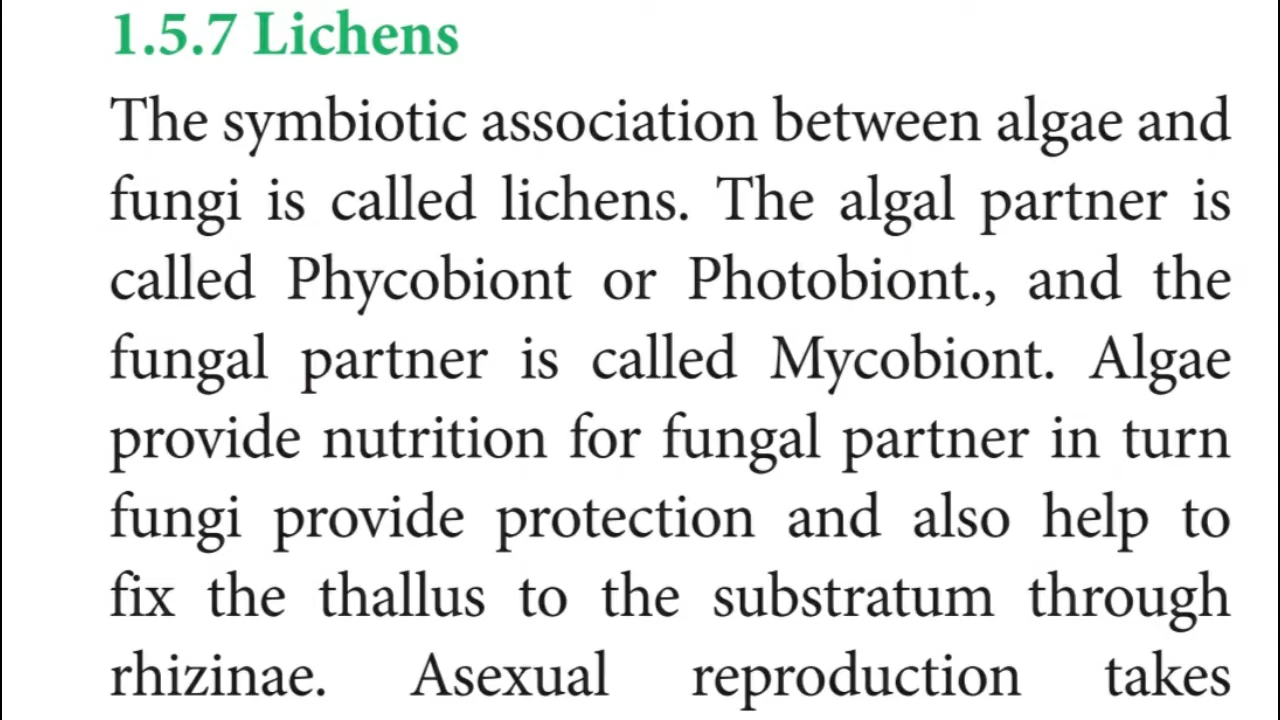 1.5.7 Lichens
The symbiotic association between algae and
fungi is called lichens. The algal partner is
called Phycobiont or Photobiont., and the
fungal partner is called Mycobiont. Algae
provide nutrition for fungal partner in turn
fungi provide protection and also help to
fix the thallus to the substratum through
rhizinae. Asexual reproduction takes